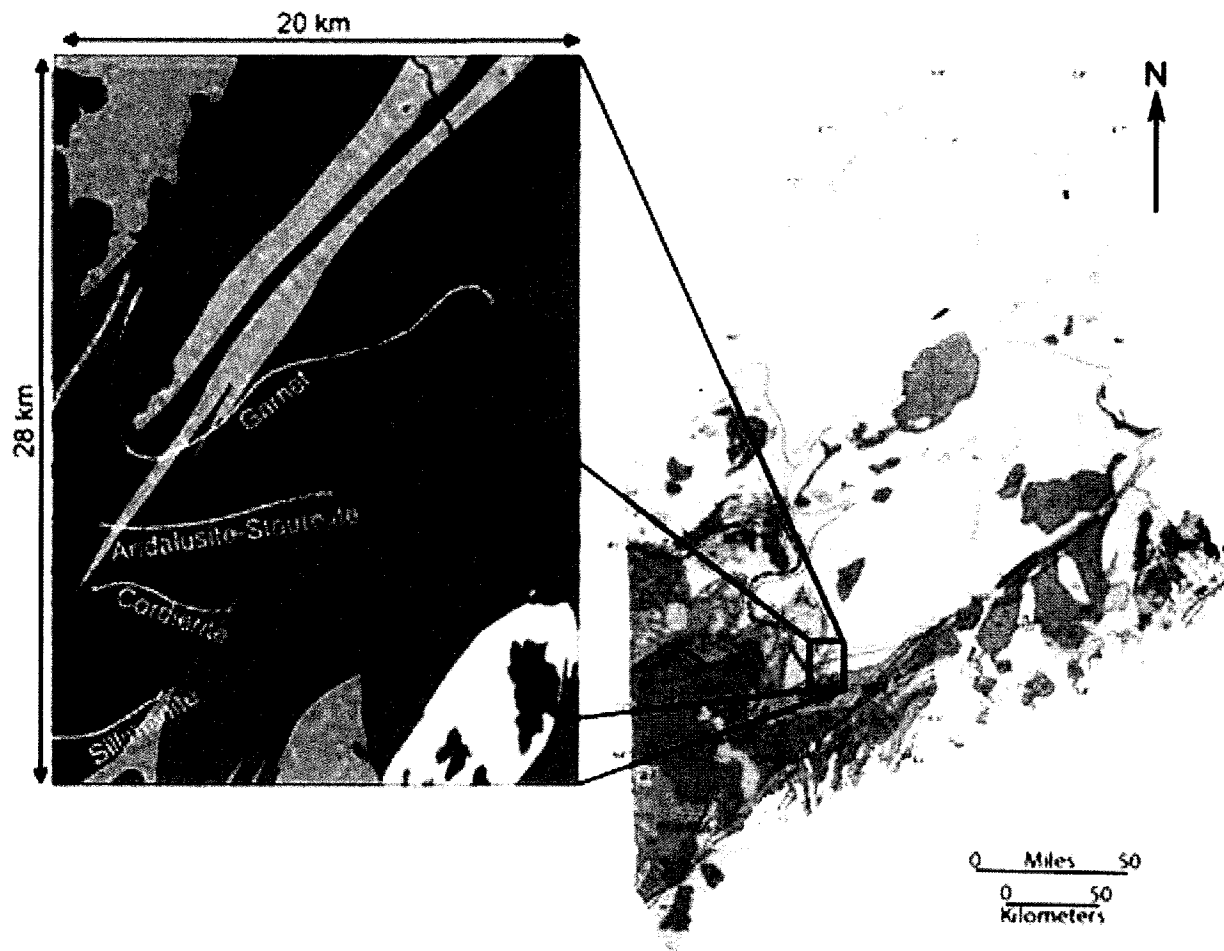 20 km
N
28 km
Garnet
Andalusite-Staurolite
Cordierite
Sillimanite
0 Miles 50
0 50
Kilometers